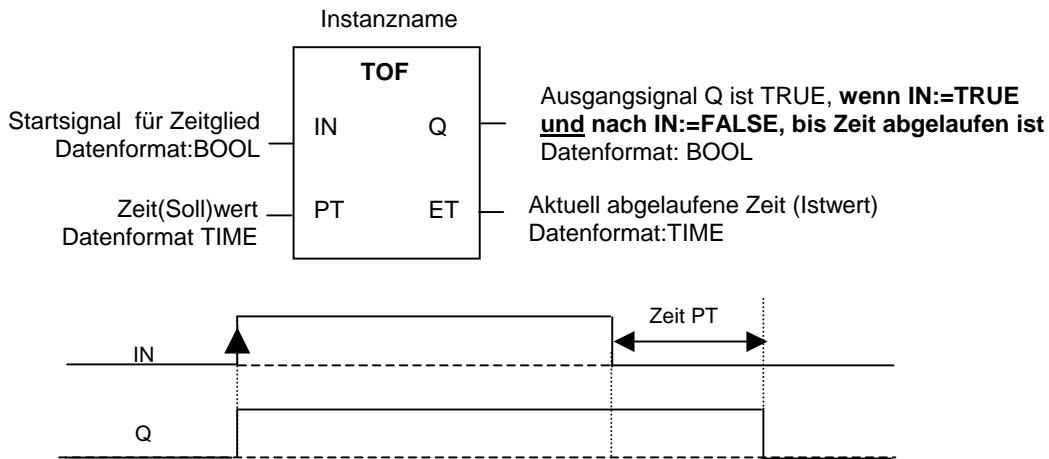 Instanzname
TOF
Startsignal für Zeitglied
Datenformat:BOOL
IN
Q
Ausgangsignal Q ist TRUE, wenn IN:=TRUE
und nach IN:=FALSE, bis Zeit abgelaufen ist
Datenformat: BOOL
Zeit(Soll)wert
Datenformat TIME
PT
ET
Aktuell abgelaufene Zeit (Istwert)
Datenformat:TIME
Zeit PT
IN
Q